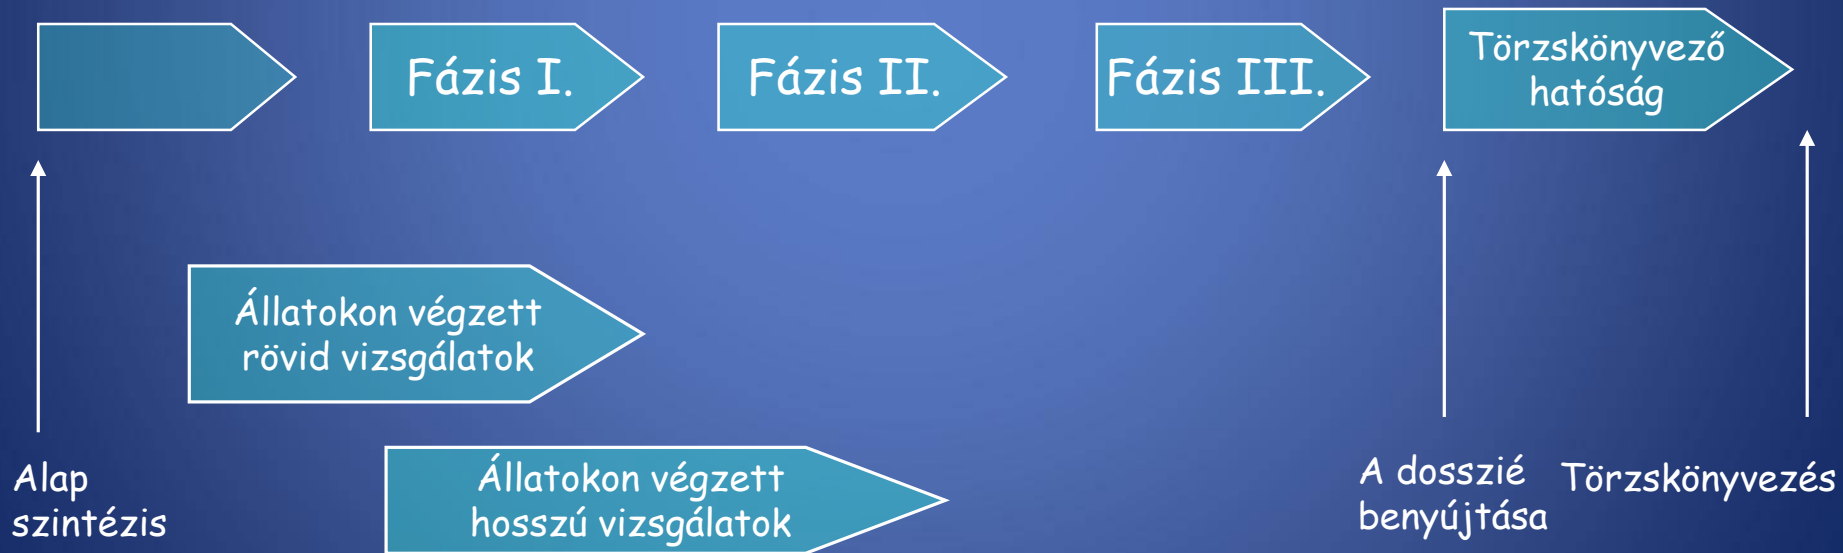 Fázis I.
Fázis II.
Fázis III.
Törzskönyvező
hatóság
Állatokon végzett
rövid vizsgálatok
Állatokon végzett
hosszú vizsgálatok
Alap
szintézis
A dosszié
benyújtása
Törzskönyvezés